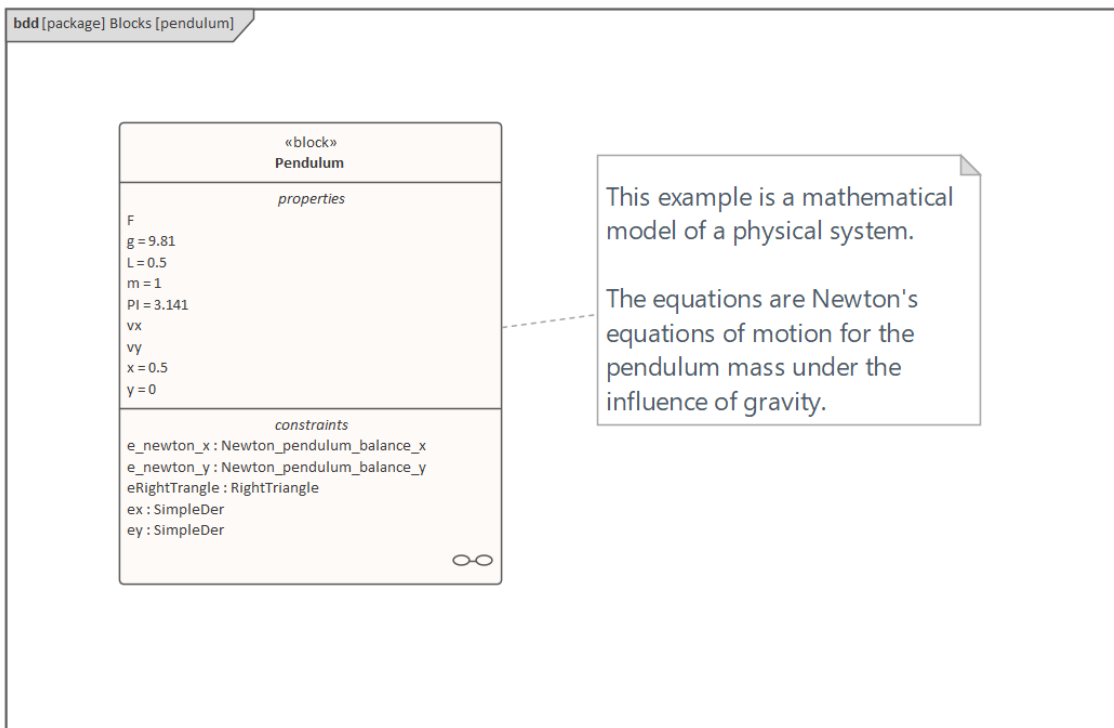 bdd [package] Blocks [pendulum]
«block»
Pendulum
properties
F
g = 9.81
L = 0.5
m = 1
PI = 3.141
vx
vy
x = 0.5
y = 0
constraints
e_newton_x : Newton_pendulum_balance_x
e_newton_y : Newton_pendulum_balance_y
eRightTrangle : RightTriangle
ex : SimpleDer
ey : SimpleDer
This example is a mathematical
model of a physical system.
The equations are Newton's
equations of motion for the
pendulum mass under the
influence of gravity.